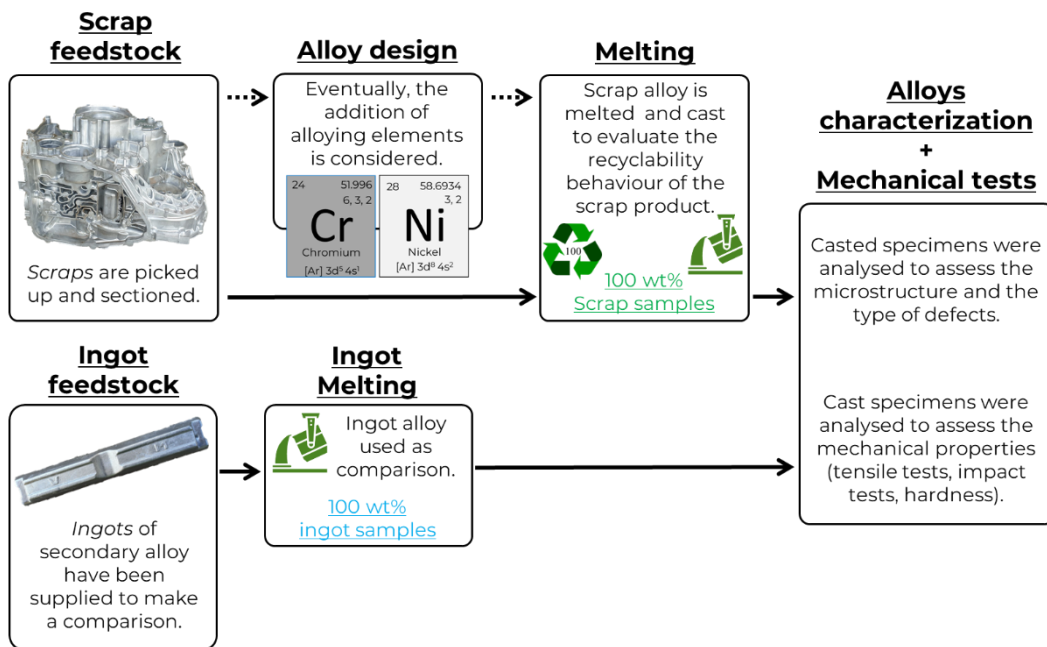 Scrap
feedstock
Scraps are picked
up and sectioned.
Alloy design
Eventually, the
addition of
alloying elements
is considered.
24 51.996
6, 3, 2
Cr
Chromium
[Ar] 3d⁵ 4s¹
28 58.6934
3, 2
Ni
Nickel
[Ar] 3d⁸ 4s²
Melting
Scrap alloy is
melted and cast
to evaluate the
recyclability
behaviour of the
scrap product.
100
100 wt%
Scrap samples
Ingot
feedstock
Ingots of
secondary alloy
have been
supplied to make
a comparison.
Ingot
Melting
Ingot alloy
used as
comparison.
100 wt%
ingot samples
Alloys
characterization
+
Mechanical tests
Casted specimens were
analysed to assess the
microstructure and the
type of defects.
Cast specimens were
analysed to assess the
mechanical properties
(tensile tests, impact
tests, hardness).